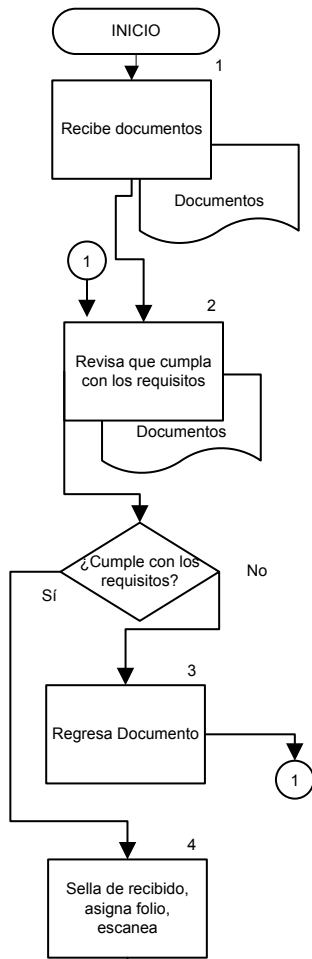 INICIO
1
Recibe documentos
Documentos
1
2
Revisa que cumpla
con los requisitos
Documentos
¿Cumple con los
requisitos?
No
Sí
3
Regresa Documento
1
4
Sella de recibido,
asigna folio,
escanea